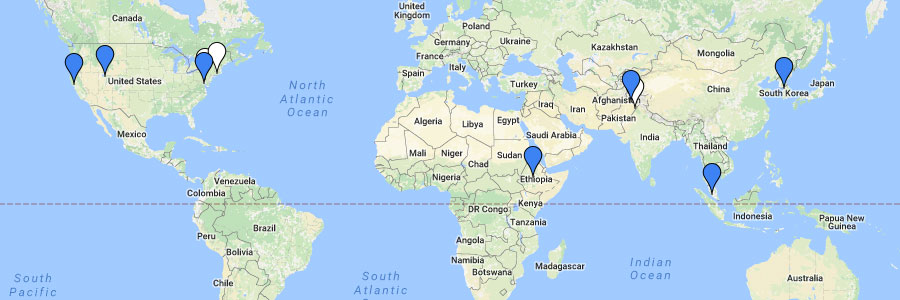 Canada
United
Kingdom
Poland
Germany
Ukraine
France
Kazakhstan
Mongolia
Italy
Spain
Turkey
United States
North
Atlantic
Ocean
China
South Korea
Japan
Iraq
Iran
Afghanistan
Pakistan
Algeria
Libya
Egypt
Saudi Arabia
India
Mexico
Thailand
Mali
Niger
Chad
Sudan
Nigeria
Ethiopia
Venezuela
Colombia
DR Congo
Kenya
Indonesia
Papua New
Guinea
Tanzania
Brazil
Peru
Angola
Bolivia
Namibia
Botswana
Madagascar
Indian
Ocean
Chile
South
Pacific
South
Atlantic
Australia